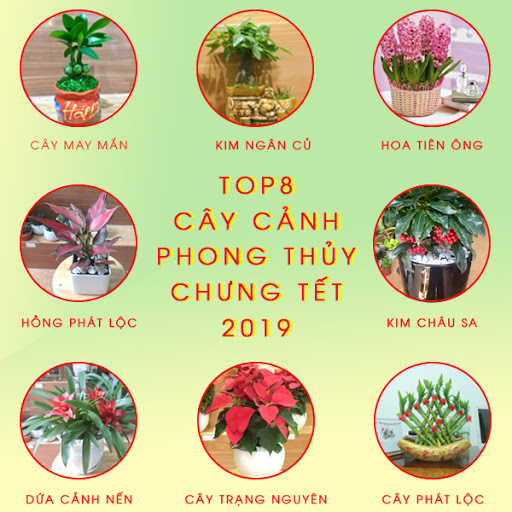 CÂY MAY MẮN
KIM NGÂN CỦ
HOA TIÊN ÔNG
TOP8
CÂY CẢNH
PHONG THỦY
CHƯNG TẾT
2019
HỒNG PHÁT LỘC
KIM CHÂU SA
DỨA CẢNH NẾN
CÂY TRẠNG NGUYÊN
CÂY PHÁT LỘC